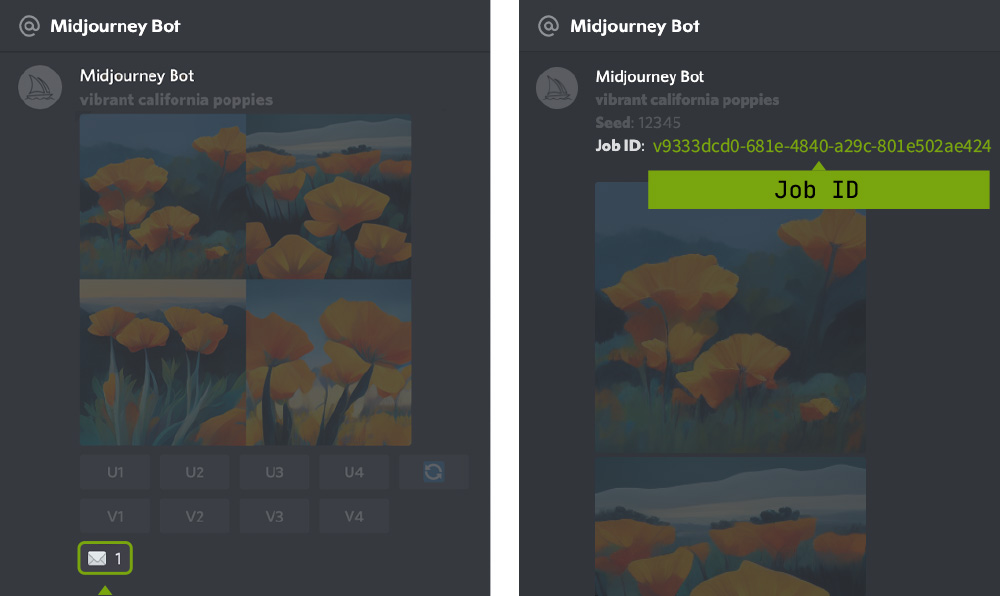 @ Midjourney Bot
Midjourney Bot
vibrant california poppies
U1 U2 U3 U4
V1 V2 V3 V4
1
@ Midjourney Bot
Midjourney Bot
vibrant california poppies
Seed: 12345
Job ID: v9333dcd0-681e-4840-a29c-801e502ae424
Job ID